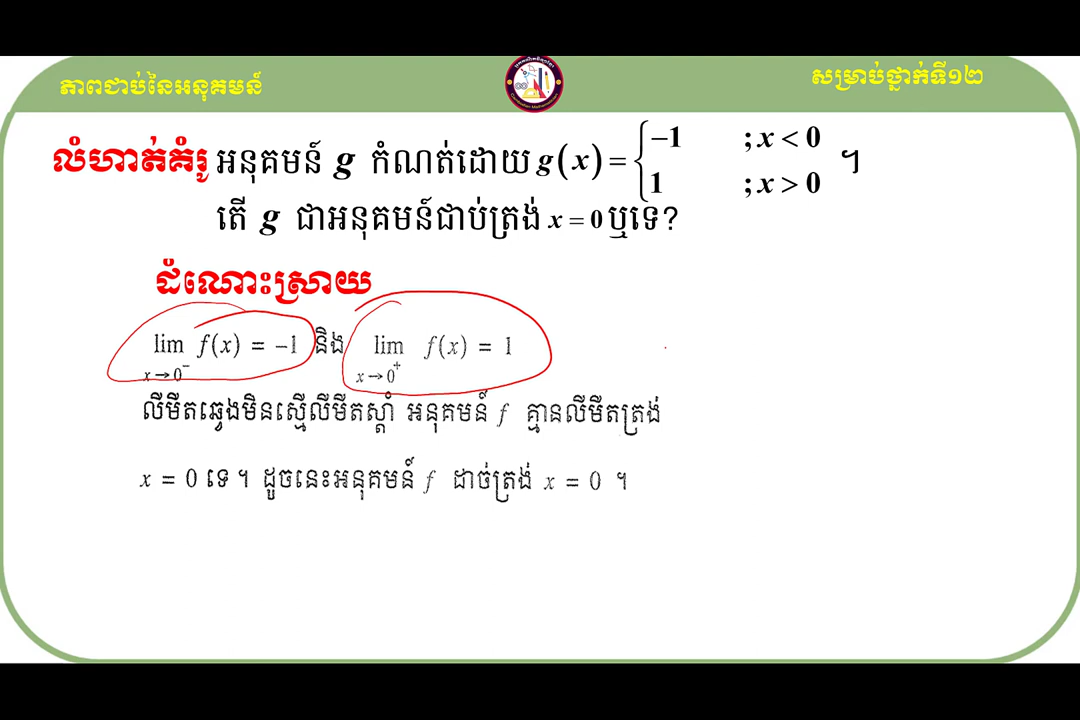 ភាពជាប់នៃអនុគមន៍
សម្រាប់ថ្នាក់ទី១២
លំហាត់គំរូ អនុគមន៍ g កំណត់ដោយ g(x) = { −1 ; x < 0
1 ; x > 0 ។
តើ g ជាអនុគមន៍ជាប់ត្រង់ x = 0 ឬទេ?
ដំណោះស្រាយ
lim x→0⁻ f(x) = −1 និង lim x→0⁺ f(x) = 1
លីមីតឆ្វេងមិនស្មើលីមីតស្តាំ អនុគមន៍ f គ្មានលីមីតត្រង់
x = 0 ទេ ។ ដូចនេះអនុគមន៍ f ដាច់ត្រង់ x = 0 ។